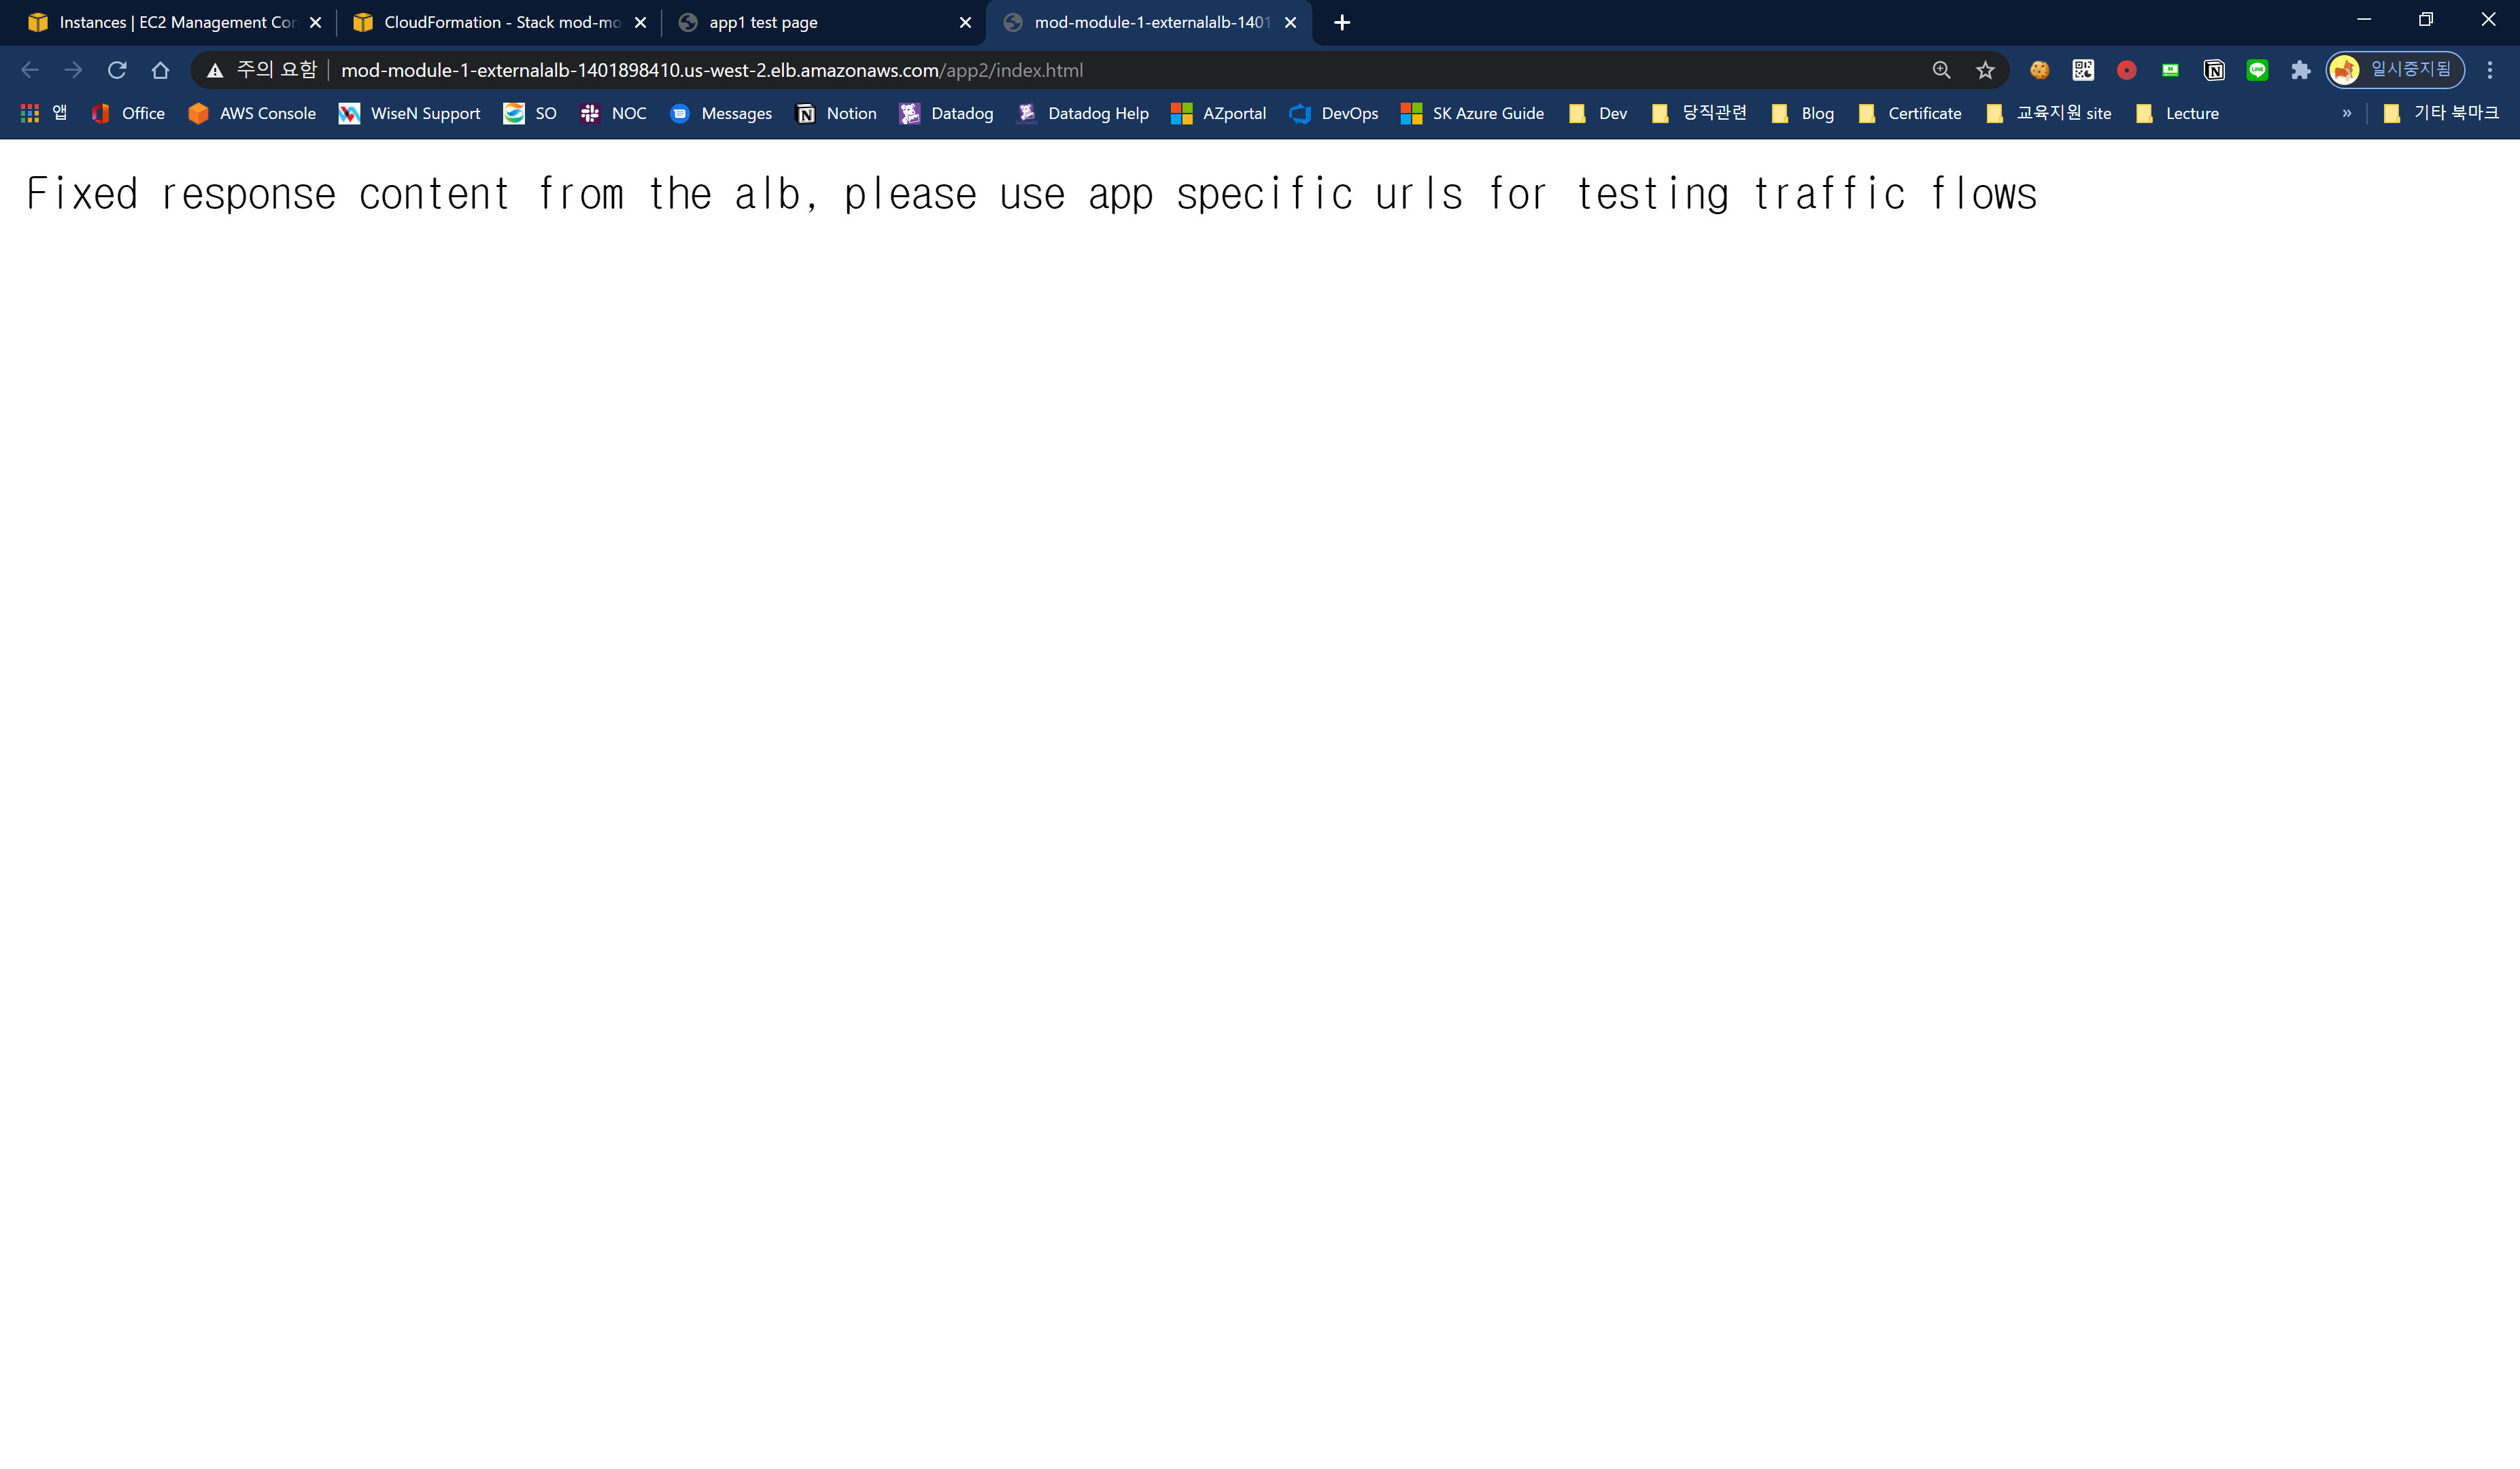 Instances | EC2 Management Con
CloudFormation - Stack mod-mo
app1 test page
mod-module-1-externalalb-1401
주의 요함
mod-module-1-externalalb-1401898410.us-west-2.elb.amazonaws.com/app2/index.html
일시중지됨
앱
Office
AWS Console
WiseN Support
SO
NOC
Messages
Notion
Datadog
Datadog Help
AZportal
DevOps
SK Azure Guide
Dev
당직관련
Blog
Certificate
교육지원 site
Lecture
»
기타 북마크
Fixed response content from the alb, please use app specific urls for testing traffic flows